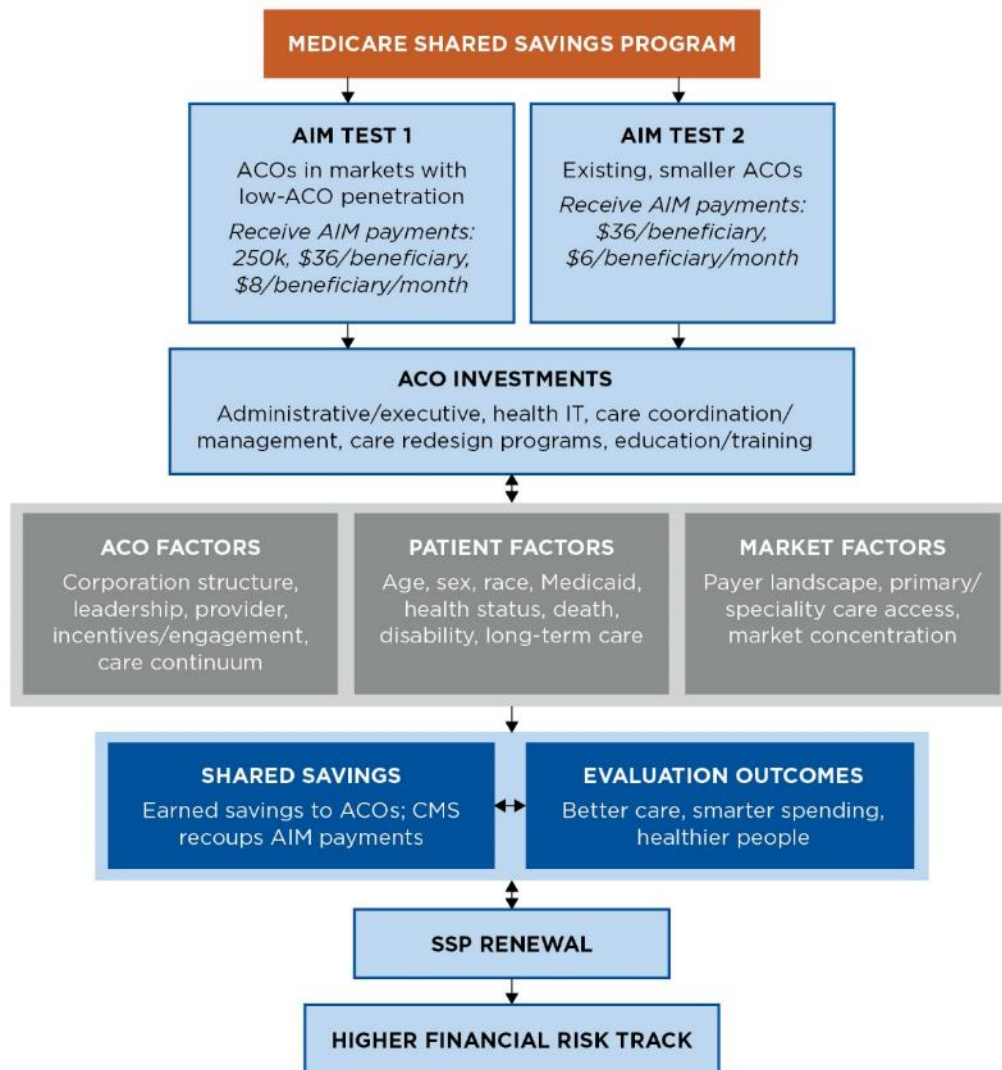 MEDICARE SHARED SAVINGS PROGRAM
AIM TEST 1
ACOs in markets with
low-ACO penetration
Receive AIM payments:
250k, $36/beneficiary,
$8/beneficiary/month
AIM TEST 2
Existing, smaller ACOs
Receive AIM payments:
$36/beneficiary,
$6/beneficiary/month
ACO INVESTMENTS
Administrative/executive, health IT, care coordination/
management, care redesign programs, education/training
ACO FACTORS
Corporation structure,
leadership, provider,
incentives/engagement,
care continuum
PATIENT FACTORS
Age, sex, race, Medicaid,
health status, death,
disability, long-term care
MARKET FACTORS
Payer landscape, primary/
speciality care access,
market concentration
SHARED SAVINGS
Earned savings to ACOs; CMS
recoups AIM payments
EVALUATION OUTCOMES
Better care, smarter spending,
healthier people
SSP RENEWAL
HIGHER FINANCIAL RISK TRACK